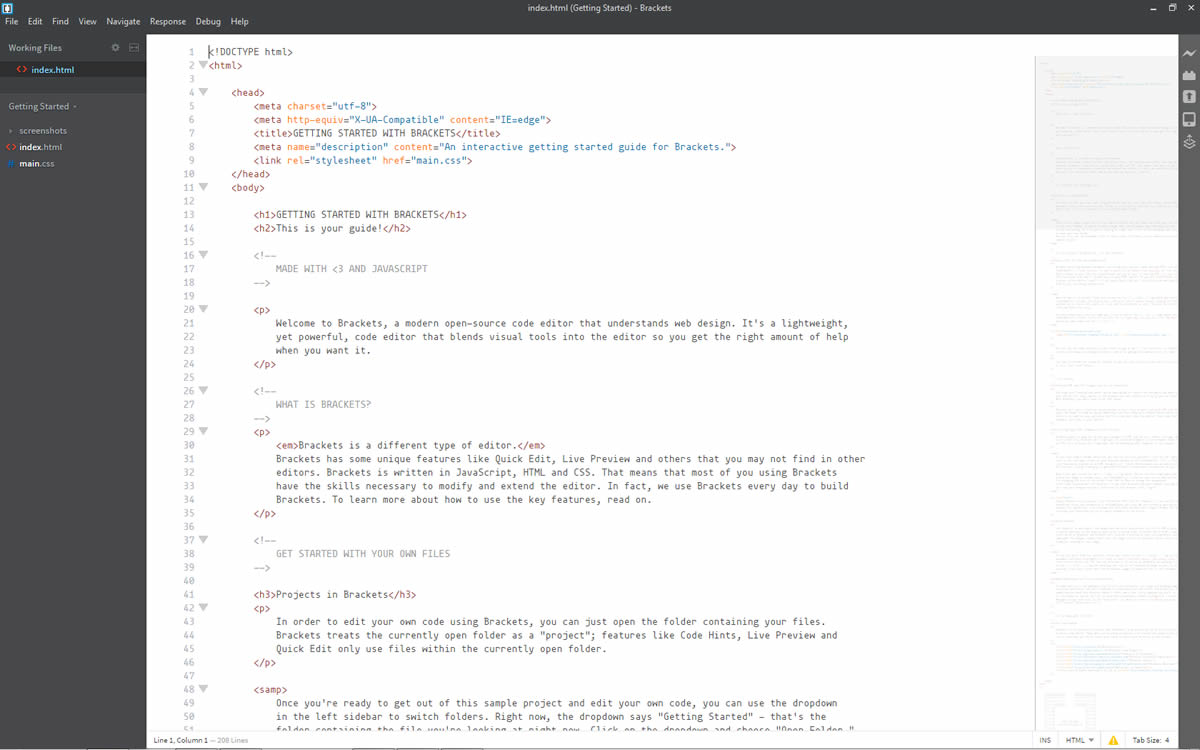 index.html (Getting Started) - Brackets
File Edit Find View Navigate Response Debug Help
Working Files
index.html
Getting Started
screenshots
index.html
main.css
1 <!DOCTYPE html>
2 <html>
3
4 <head>
5 <meta charset="utf-8">
6 <meta http-equiv="X-UA-Compatible" content="IE=edge">
7 <title>GETTING STARTED WITH BRACKETS</title>
8 <meta name="description" content="An interactive getting started guide for Brackets.">
9 <link rel="stylesheet" href="main.css">
10 </head>
11 <body>
12
13 <h1>GETTING STARTED WITH BRACKETS</h1>
14 <h2>This is your guide!</h2>
15
16 <!--
17 MADE WITH <3 AND JAVASCRIPT
18 -->
19
20 <p>
21 Welcome to Brackets, a modern open-source code editor that understands web design. It's a lightweight,
22 yet powerful, code editor that blends visual tools into the editor so you get the right amount of help
23 when you want it.
24 </p>
25
26 <!--
27 WHAT IS BRACKETS?
28 -->
29 <p>
30 <em>Brackets is a different type of editor.</em>
31 Brackets has some unique features like Quick Edit, Live Preview and others that you may not find in other
32 editors. Brackets is written in JavaScript, HTML and CSS. That means that most of you using Brackets
33 have the skills necessary to modify and extend the editor. In fact, we use Brackets every day to build
34 Brackets. To learn more about how to use the key features, read on.
35 </p>
36
37 <!--
38 GET STARTED WITH YOUR OWN FILES
39 -->
40
41 <h3>Projects in Brackets</h3>
42 <p>
43 In order to edit your own code using Brackets, you can just open the folder containing your files.
44 Brackets treats the currently open folder as a "project"; features like Code Hints, Live Preview and
45 Quick Edit only use files within the currently open folder.
46 </p>
47
48 <samp>
49 Once you're ready to get out of this sample project and edit your own code, you can use the dropdown
50 in the left sidebar to switch folders. Right now, the dropdown says "Getting Started" - that's the
51 folder containing the file you're looking at right now. Click on the dropdown and choose "Open Folder…"
Line 1, Column 1 — 208 Lines
INS HTML Tab Size: 4